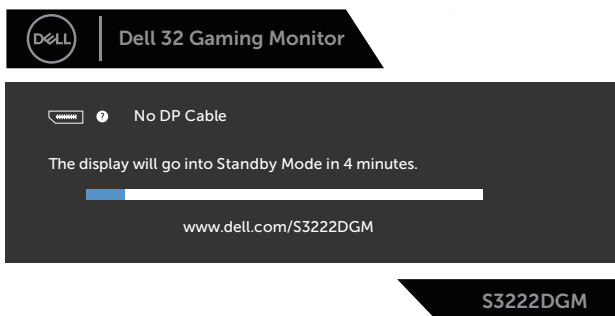 DELL
Dell 32 Gaming Monitor
? No DP Cable
The display will go into Standby Mode in 4 minutes.
www.dell.com/S3222DGM
S3222DGM